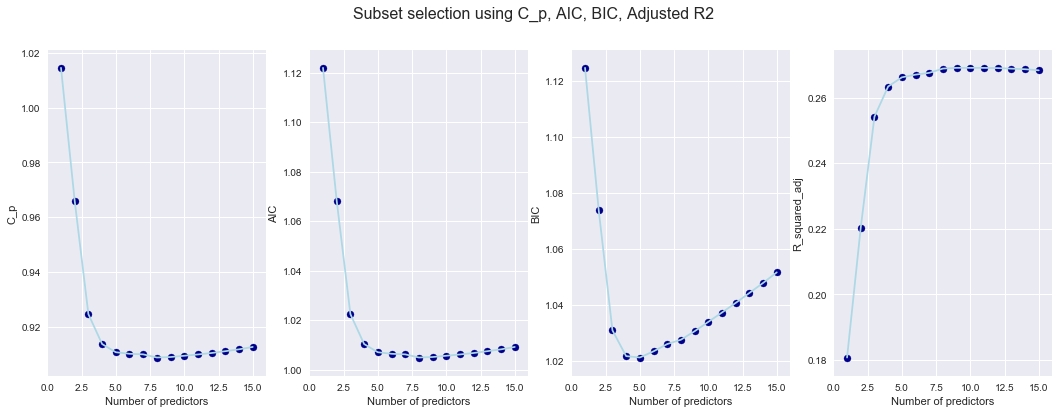 Subset selection using C_p, AIC, BIC, Adjusted R2
C_p
1.02
1.00
0.98
0.96
0.94
0.92
0.0 2.5 5.0 7.5 10.0 12.5 15.0
Number of predictors
AIC
1.12
1.10
1.08
1.06
1.04
1.02
1.00
0.0 2.5 5.0 7.5 10.0 12.5 15.0
Number of predictors
BIC
1.12
1.10
1.08
1.06
1.04
1.02
0.0 2.5 5.0 7.5 10.0 12.5 15.0
Number of predictors
R_squared_adj
0.26
0.24
0.22
0.20
0.18
0.0 2.5 5.0 7.5 10.0 12.5 15.0
Number of predictors